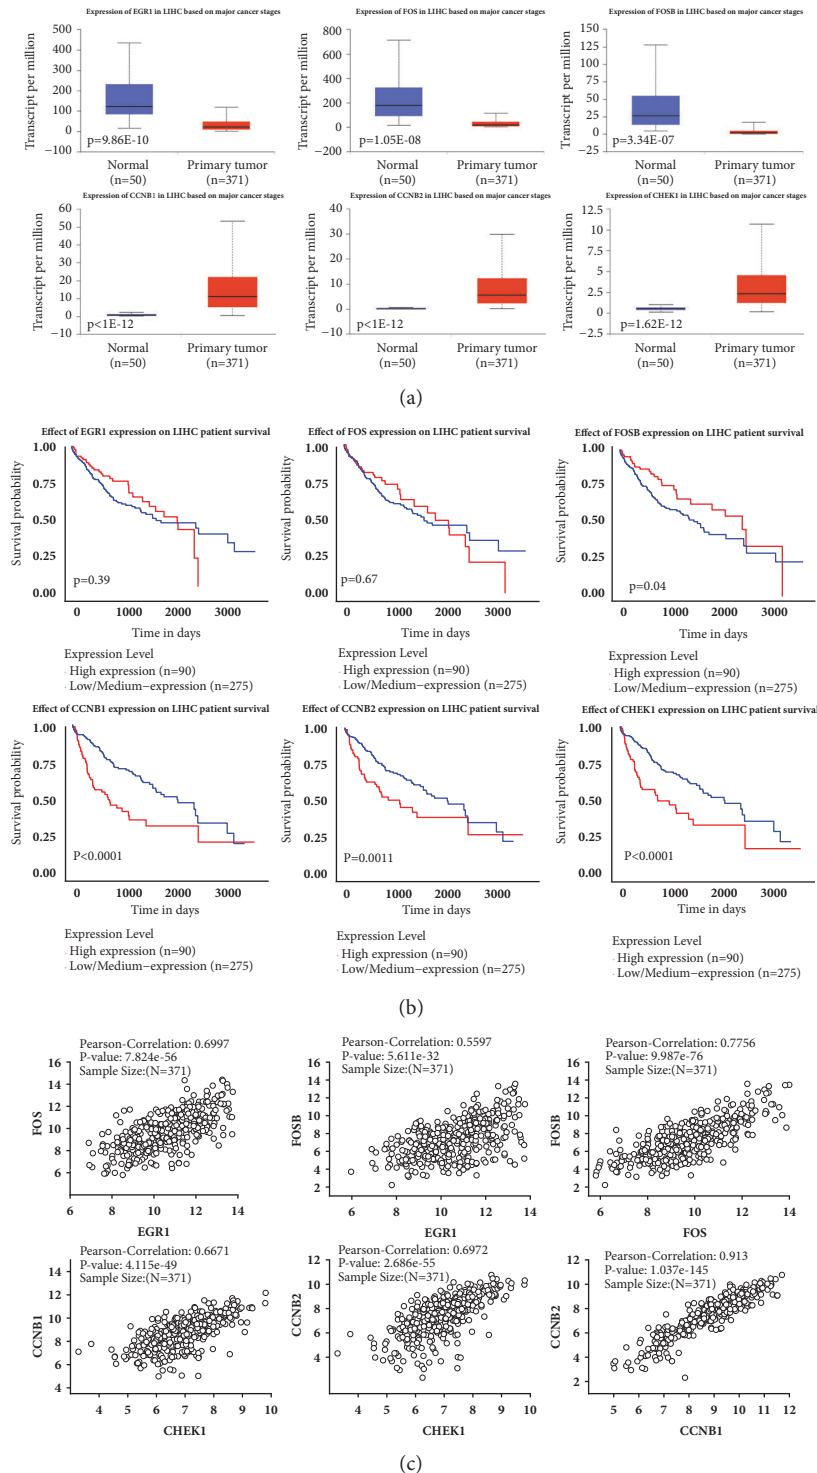 Expression of EGR1 in LIHC based on major cancer stages
Transcript per million
500
400
300
200
100
0
−100
p=9.86E-10
Normal
(n=50)
Primary tumor
(n=371)
Expression of FOS in LIHC based on major cancer stages
Transcript per million
800
600
400
200
0
−200
p=1.05E-08
Normal
(n=50)
Primary tumor
(n=371)
Expression of FOSB in LIHC based on major cancer stages
Transcript per million
150
125
100
75
50
25
0
−25
p=3.34E-07
Normal
(n=50)
Primary tumor
(n=371)
Expression of CCNB1 in LIHC based on major cancer stages
Transcript per million
60
50
40
30
20
10
0
−10
p<1E-12
Normal
(n=50)
Primary tumor
(n=371)
Expression of CCNB2 in LIHC based on major cancer stages
Transcript per million
40
30
20
10
0
−10
p<1E-12
Normal
(n=50)
Primary tumor
(n=371)
Expression of CHEK1 in LIHC based on major cancer stages
Transcript per million
12.5
10
7.5
5
2.5
0
−2.5
p=1.62E-12
Normal
(n=50)
Primary tumor
(n=371)
(a)
Effect of EGR1 expression on LIHC patient survival
Survival probability
1.00
0.75
0.50
0.25
0.00
p=0.39
0 1000 2000 3000
Time in days
Expression Level
High expression (n=90)
Low/Medium−expression (n=275)
Effect of FOS expression on LIHC patient survival
Survival probability
1.00
0.75
0.50
0.25
0.00
p=0.67
0 1000 2000 3000
Time in days
Expression Level
High expression (n=90)
Low/Medium−expression (n=275)
Effect of FOSB expression on LIHC patient survival
Survival probability
1.00
0.75
0.50
0.25
0.00
p=0.04
0 1000 2000 3000
Time in days
Expression Level
High expression (n=90)
Low/Medium−expression (n=275)
Effect of CCNB1 expression on LIHC patient survival
Survival probability
1.00
0.75
0.50
0.25
0.00
P<0.0001
0 1000 2000 3000
Time in days
Expression Level
High expression (n=90)
Low/Medium−expression (n=275)
Effect of CCNB2 expression on LIHC patient survival
Survival probability
1.00
0.75
0.50
0.25
0.00
P=0.0011
0 1000 2000 3000
Time in days
Expression Level
High expression (n=90)
Low/Medium−expression (n=275)
Effect of CHEK1 expression on LIHC patient survival
Survival probability
1.00
0.75
0.50
0.25
0.00
P<0.0001
0 1000 2000 3000
Time in days
Expression Level
High expression (n=90)
Low/Medium−expression (n=275)
(b)
Pearson-Correlation: 0.6997
P-value: 7.824e-56
Sample Size:(N=371)
FOS
16
14
12
10
8
6
4
6 8 10 12 14
EGR1
Pearson-Correlation: 0.5597
P-value: 5.611e-32
Sample Size:(N=371)
FOSB
16
14
12
10
8
6
4
2
6 8 10 12 14
EGR1
Pearson-Correlation: 0.7756
P-value: 9.987e-76
Sample Size:(N=371)
FOSB
16
14
12
10
8
6
4
2
6 8 10 12 14
FOS
Pearson-Correlation: 0.6671
P-value: 4.115e-49
Sample Size:(N=371)
CCNB1
14
12
10
8
6
4
4 5 6 7 8 9 10
CHEK1
Pearson-Correlation: 0.6972
P-value: 2.686e-55
Sample Size:(N=371)
CCNB2
12
10
8
6
4
4 5 6 7 8 9 10
CHEK1
Pearson-Correlation: 0.913
P-value: 1.037e-145
Sample Size:(N=371)
CCNB2
12
10
8
6
4
2
5 6 7 8 9 10 11 12
CCNB1
(c)